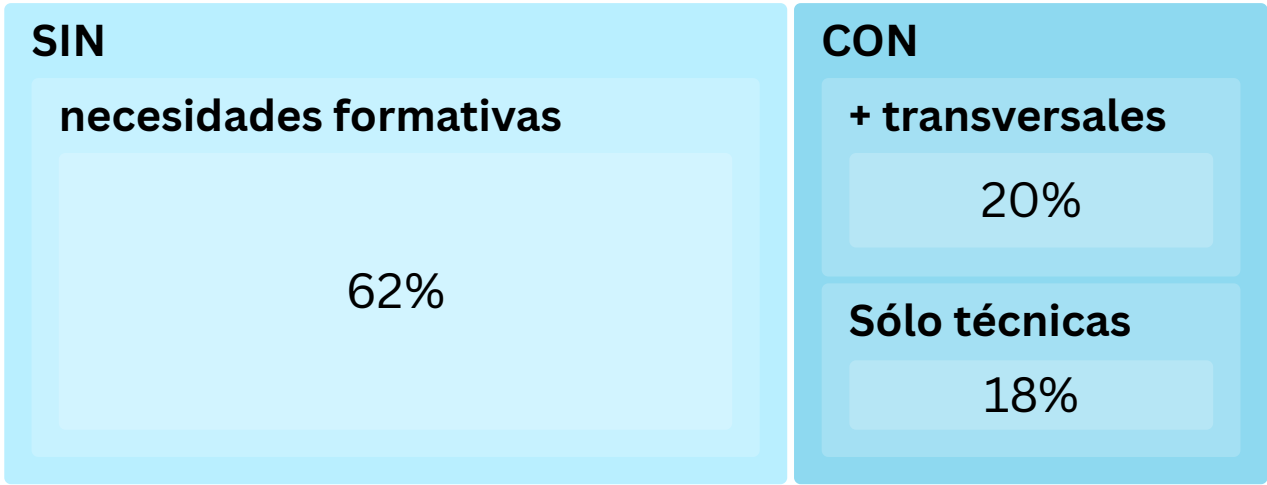 SIN
necesidades formativas
62%
CON
+ transversales
20%
Sólo técnicas
18%